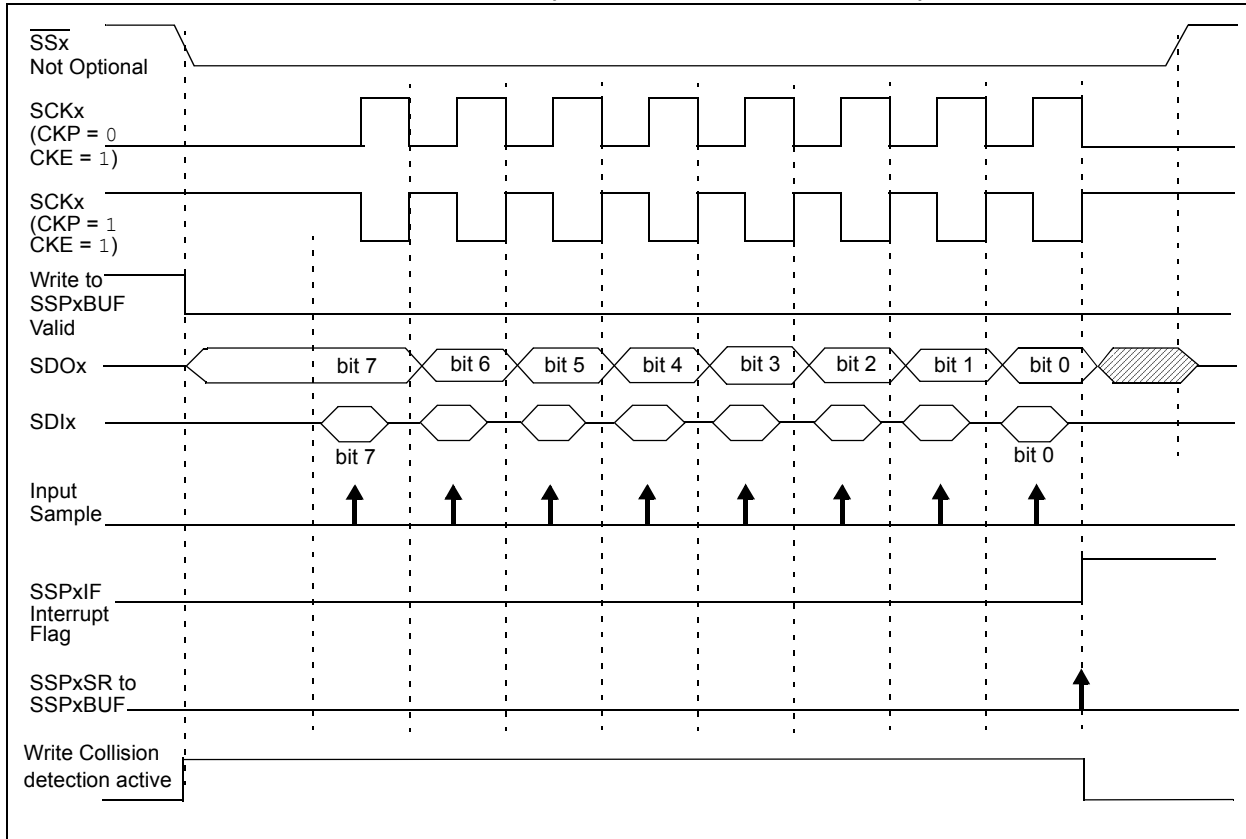 SSx
Not Optional
SCKx
(CKP = 0
CKE = 1)
SCKx
(CKP = 1
CKE = 1)
Write to
SSPxBUF
Valid
SDOx
bit 7
bit 6
bit 5
bit 4
bit 3
bit 2
bit 1
bit 0
SDIx
bit 7
bit 0
Input
Sample
SSPxIF
Interrupt
Flag
SSPxSR to
SSPxBUF
Write Collision
detection active